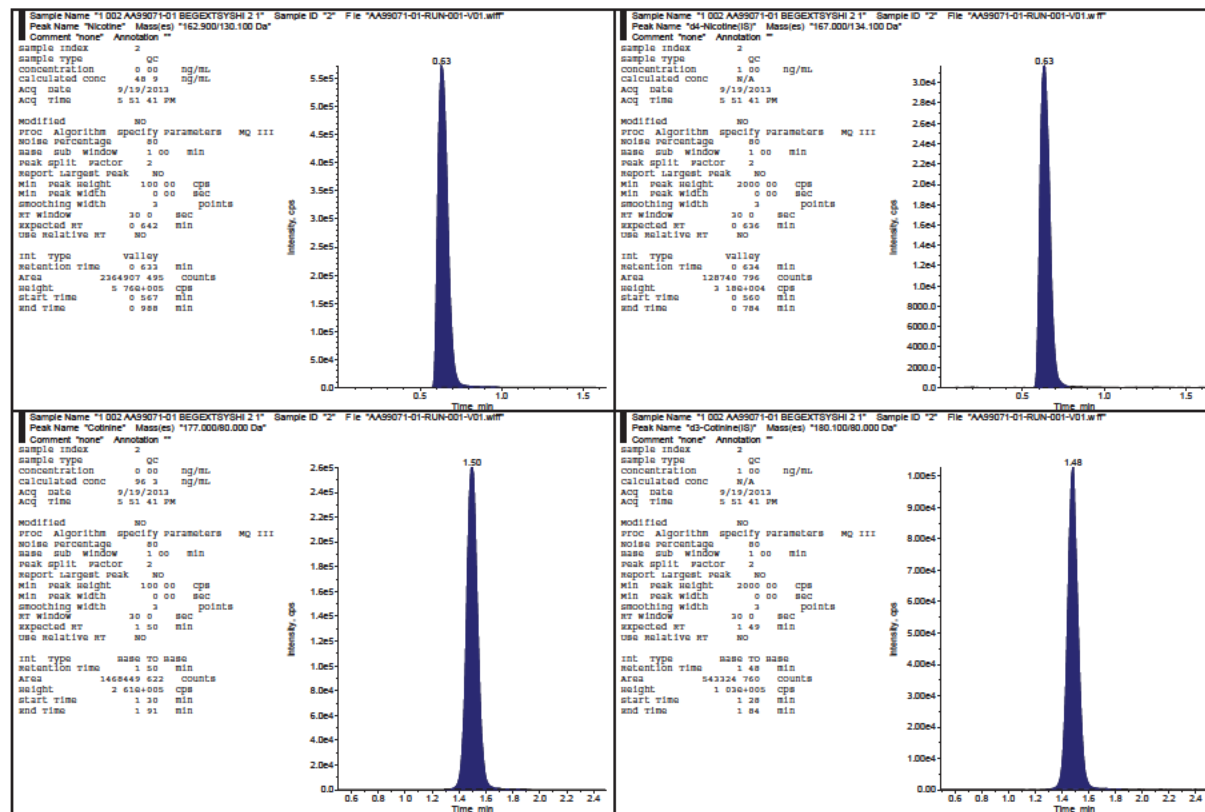 Sample Name "1 002 AA99071-01 BEGEXTSYSHI 2 1" Sample ID "2" File "AA99071-01-RUN-001-V01.wiff"
Peak Name "Nicotine" Mass(es) "162.900/130.100 Da"
Comment "none" Annotation ""
Sample Index 2
Sample Type QC
Concentration 0 00 ng/mL
Calculated Conc 48 9 ng/mL
Acq Date 9/19/2013
Acq Time 5 51 41 PM
Modified NO
Proc Algorithm Specify Parameters MQ III
Noise Percentage 80
Base Sub Window 1 00 min
Peak Split Factor 2
Report Largest Peak NO
Min Peak Height 100 00 cps
Min Peak Width 0 00 sec
Smoothing Width 3 points
RT Window 30 0 sec
Expected RT 0 642 min
Use Relative RT NO
Int Type Valley
Retention Time 0 633 min
Area 2364907 495 counts
Height 5 76e+005 cps
Start Time 0 567 min
End Time 0 988 min
0.63
5.5e5
5.0e5
4.5e5
4.0e5
3.5e5
3.0e5
2.5e5
2.0e5
1.5e5
1.0e5
5.0e4
0.0
Intensity, cps
0.5 1.0 1.5
Time min
Sample Name "1 002 AA99071-01 BEGEXTSYSHI 2 1" Sample ID "2" File "AA99071-01-RUN-001-V01.wiff"
Peak Name "d4-Nicotine(IS)" Mass(es) "167.000/134.100 Da"
Comment "none" Annotation ""
Sample Index 2
Sample Type QC
Concentration 1 00 ng/mL
Calculated Conc N/A
Acq Date 9/19/2013
Acq Time 5 51 41 PM
Modified NO
Proc Algorithm Specify Parameters MQ III
Noise Percentage 80
Base Sub Window 1 00 min
Peak Split Factor 2
Report Largest Peak NO
Min Peak Height 2000 00 cps
Min Peak Width 0 00 sec
Smoothing Width 3 points
RT Window 30 0 sec
Expected RT 0 636 min
Use Relative RT NO
Int Type Valley
Retention Time 0 634 min
Area 128740 796 counts
Height 3 18e+004 cps
Start Time 0 560 min
End Time 0 784 min
0.63
3.0e4
2.8e4
2.6e4
2.4e4
2.2e4
2.0e4
1.8e4
1.6e4
1.4e4
1.2e4
1.0e4
8000.0
6000.0
4000.0
2000.0
0.0
Intensity, cps
0.5 1.0 1.5
Time min
Sample Name "1 002 AA99071-01 BEGEXTSYSHI 2 1" Sample ID "2" File "AA99071-01-RUN-001-V01.wiff"
Peak Name "Cotinine" Mass(es) "177.000/80.000 Da"
Comment "none" Annotation ""
Sample Index 2
Sample Type QC
Concentration 0 00 ng/mL
Calculated Conc 96 3 ng/mL
Acq Date 9/19/2013
Acq Time 5 51 41 PM
Modified NO
Proc Algorithm Specify Parameters MQ III
Noise Percentage 80
Base Sub Window 1 00 min
Peak Split Factor 2
Report Largest Peak NO
Min Peak Height 100 00 cps
Min Peak Width 0 00 sec
Smoothing Width 3 points
RT Window 30 0 sec
Expected RT 1 50 min
Use Relative RT NO
Int Type Base To Base
Retention Time 1 50 min
Area 1468449 622 counts
Height 2 61e+005 cps
Start Time 1 30 min
End Time 1 91 min
1.50
2.6e5
2.4e5
2.2e5
2.0e5
1.8e5
1.6e5
1.4e5
1.2e5
1.0e5
8.0e4
6.0e4
4.0e4
2.0e4
0.0
Intensity, cps
0.6 0.8 1.0 1.2 1.4 1.6 1.8 2.0 2.2 2.4
Time min
Sample Name "1 002 AA99071-01 BEGEXTSYSHI 2 1" Sample ID "2" File "AA99071-01-RUN-001-V01.wiff"
Peak Name "d3-Cotinine(IS)" Mass(es) "180.100/80.000 Da"
Comment "none" Annotation ""
Sample Index 2
Sample Type QC
Concentration 1 00 ng/mL
Calculated Conc N/A
Acq Date 9/19/2013
Acq Time 5 51 41 PM
Modified NO
Proc Algorithm Specify Parameters MQ III
Noise Percentage 80
Base Sub Window 1 00 min
Peak Split Factor 2
Report Largest Peak NO
Min Peak Height 2000 00 cps
Min Peak Width 0 00 sec
Smoothing Width 3 points
RT Window 30 0 sec
Expected RT 1 49 min
Use Relative RT NO
Int Type Base To Base
Retention Time 1 48 min
Area 543324 760 counts
Height 1 03e+005 cps
Start Time 1 28 min
End Time 1 84 min
1.48
1.00e5
9.00e4
8.00e4
7.00e4
6.00e4
5.00e4
4.00e4
3.00e4
2.00e4
1.00e4
0.00
Intensity, cps
0.6 0.8 1.0 1.2 1.4 1.6 1.8 2.0 2.2 2.4
Time min